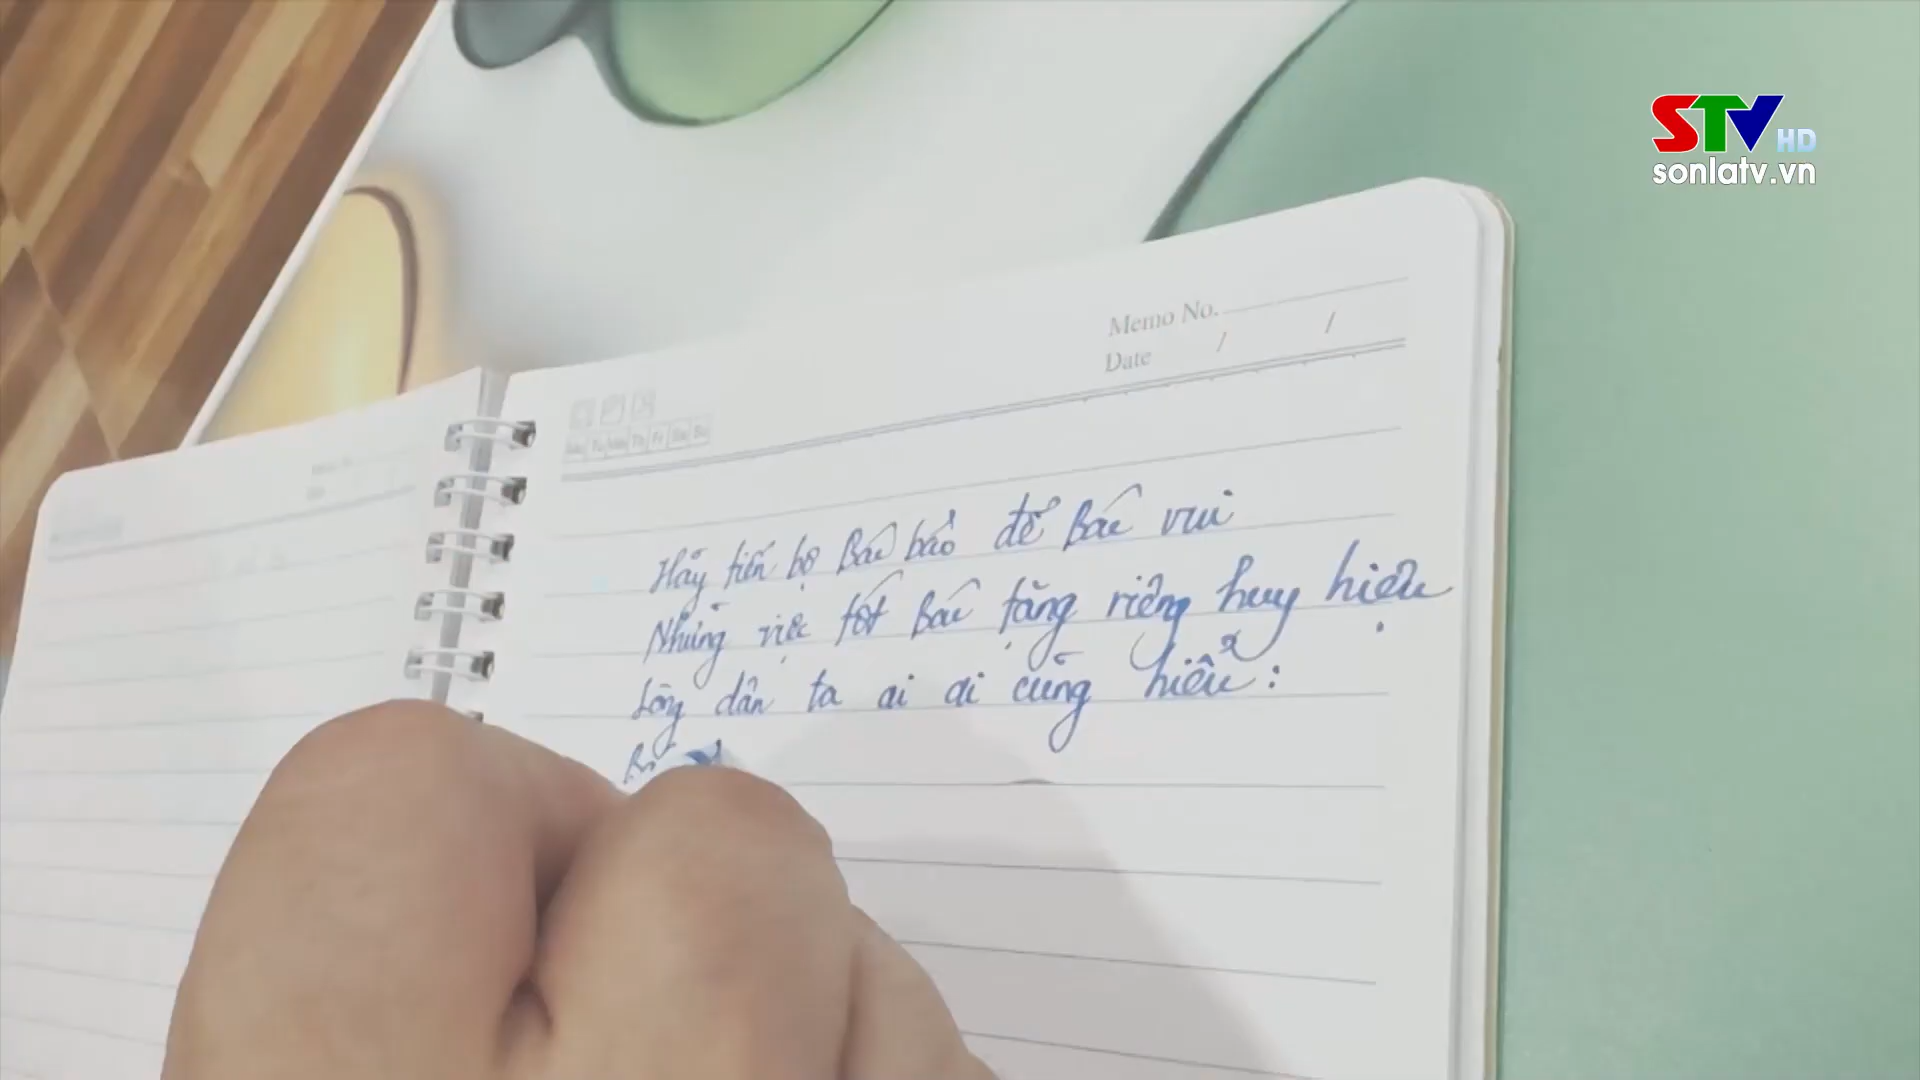 STV HD
sonlatv.vn
Memo No.
Date / /
Hãy tiến bộ Bác bảo để Bác vui
Những việc tốt Bác tặng riêng huy hiệu
Lòng dân ta ai ai cũng hiểu: